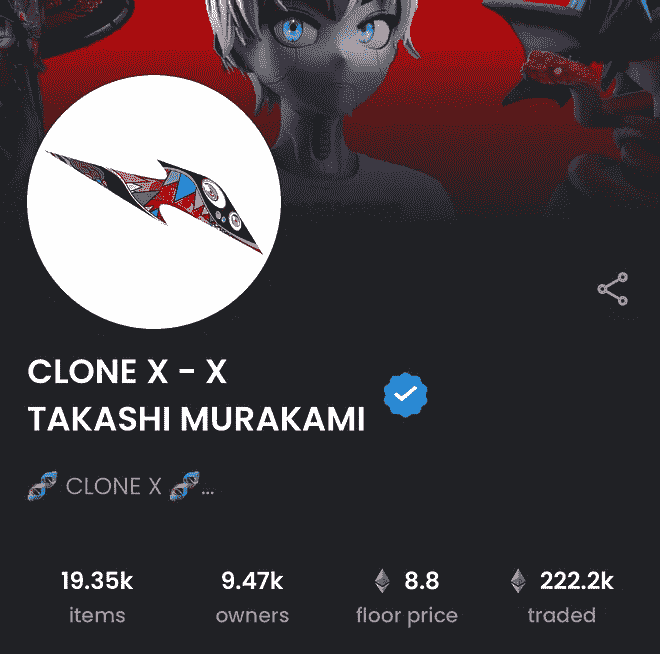 CLONE X - X
TAKASHI MURAKAMI
🧬 CLONE X 🧬...
19.35k 9.47k 8.8 222.2k
items owners floor price traded